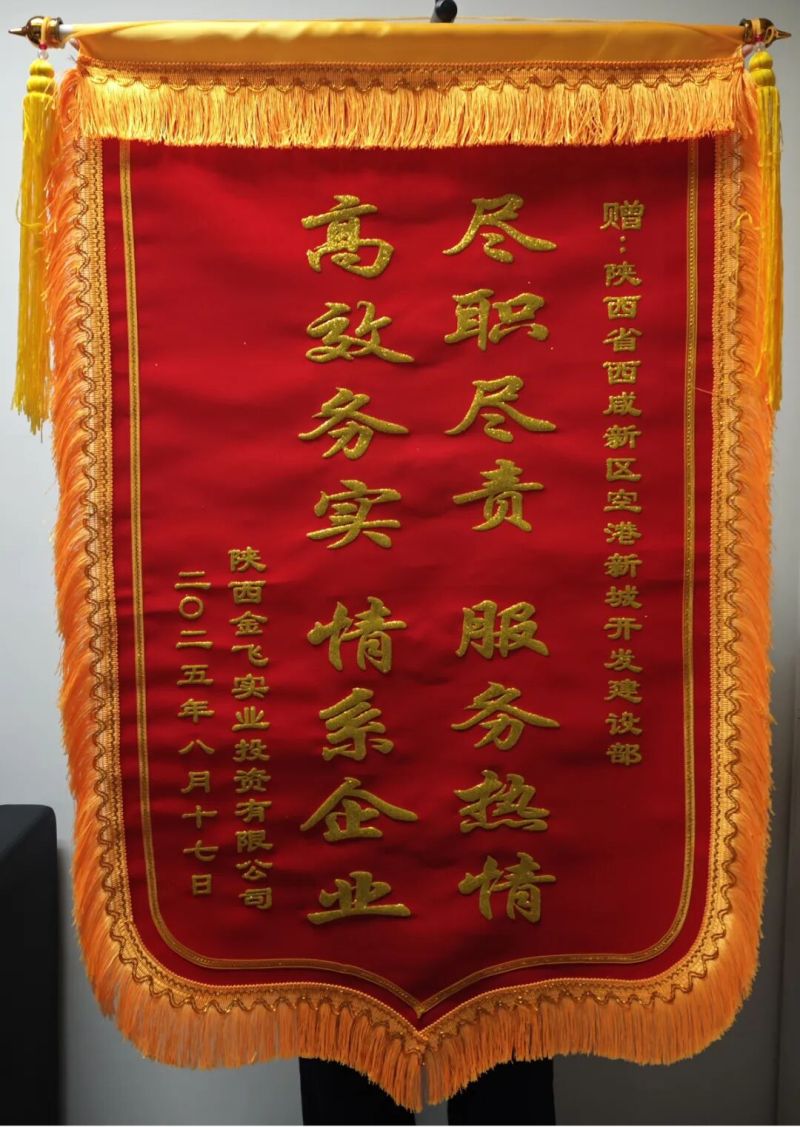 赠：陕西省西咸新区空港新城开发建设部
尽职尽责 服务热情
高效务实 情系企业
陕西金飞实业投资有限公司
二〇二五年八月十七日